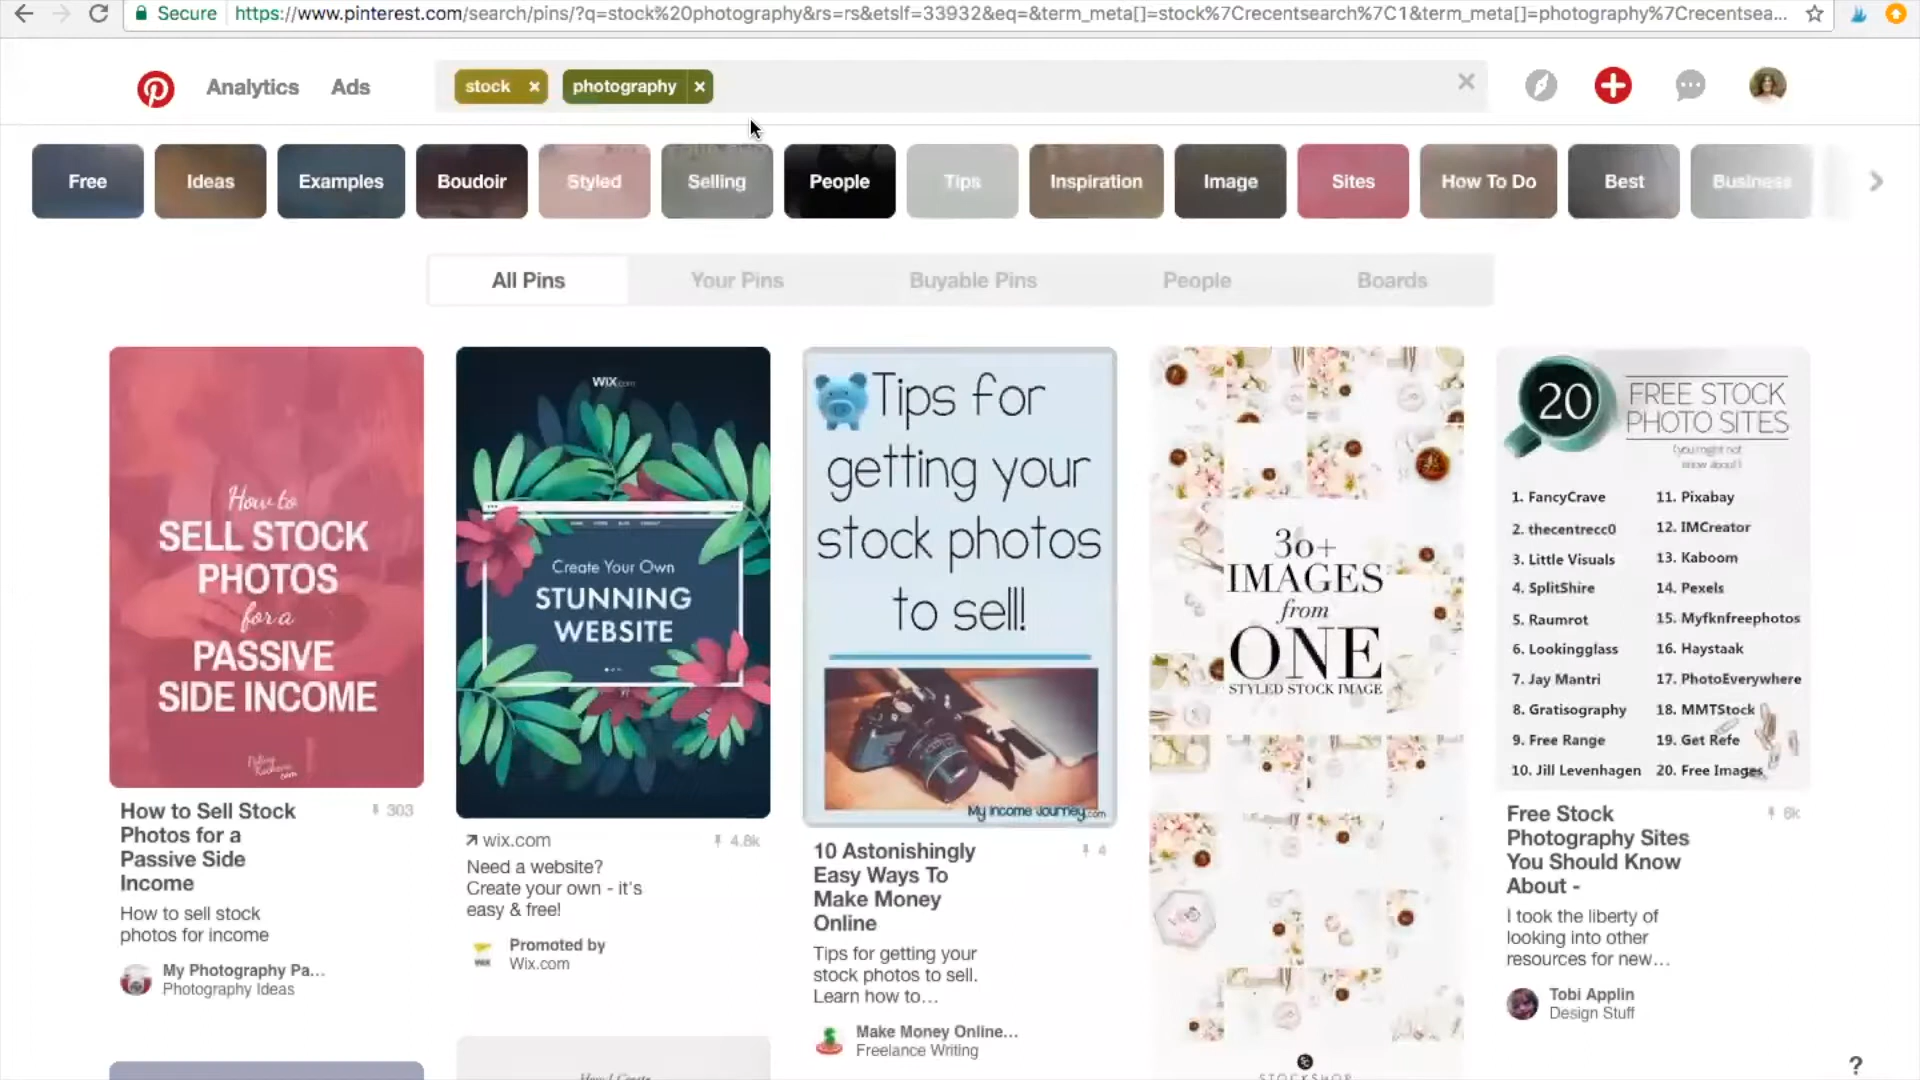 Secure https://www.pinterest.com/search/pins/?q=stock%20photography&rs=rs&etslf=33932&eq=&term_meta[]=stock%7Crecentsearch%7C1&term_meta[]=photography%7Crecentsea...
Analytics Ads stock × photography ×
Free Ideas Examples Boudoir Styled Selling People Tips Inspiration Image Sites How To Do Best Business
All Pins Your Pins Buyable Pins People Boards
How to
SELL STOCK
PHOTOS
for a
PASSIVE
SIDE INCOME
How to Sell Stock
Photos for a
Passive Side
Income
303
How to sell stock
photos for income
My Photography Pa...
Photography Ideas
WIX.com
Create Your Own
STUNNING
WEBSITE
wix.com
4.8k
Need a website?
Create your own - it's
easy & free!
Promoted by
Wix.com
Tips for
getting your
stock photos
to sell!
My Income Journey.com
10 Astonishingly
Easy Ways To
Make Money
Online
4
Tips for getting your
stock photos to sell.
Learn how to...
Make Money Online...
Freelance Writing
30+
IMAGES
from
ONE
STYLED STOCK IMAGE
20 FREE STOCK
PHOTO SITES
(you might not
know about)
1. FancyCrave
2. thecentrecc0
3. Little Visuals
4. SplitShire
5. Raumrot
6. Lookingglass
7. Jay Mantri
8. Gratisography
9. Free Range
10. Jill Levenhagen
11. Pixabay
12. IMCreator
13. Kaboom
14. Pexels
15. Myfknfreephotos
16. Haystaak
17. PhotoEverywhere
18. MMTStock
19. Get Refe
20. Free Images
Free Stock
Photography Sites
You Should Know
About -
6k
I took the liberty of
looking into other
resources for new...
Tobi Applin
Design Stuff
?